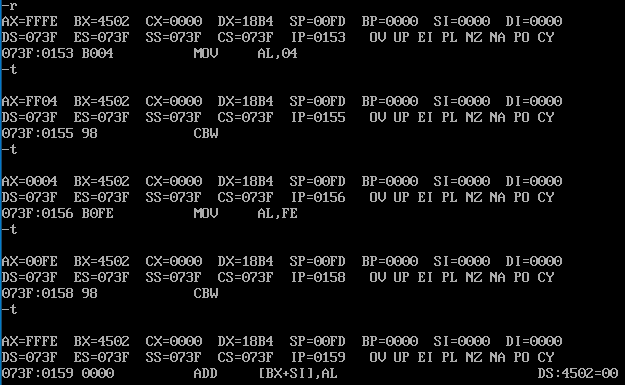 -r
AX=FFFE  BX=4502  CX=0000  DX=18B4  SP=00FD  BP=0000  SI=0000  DI=0000
DS=073F  ES=073F  SS=073F  CS=073F  IP=0153   OV UP EI PL NZ NA PO CY
073F:0153 B004          MOV     AL,04
-t

AX=FF04  BX=4502  CX=0000  DX=18B4  SP=00FD  BP=0000  SI=0000  DI=0000
DS=073F  ES=073F  SS=073F  CS=073F  IP=0155   OV UP EI PL NZ NA PO CY
073F:0155 98            CBW
-t

AX=0004  BX=4502  CX=0000  DX=18B4  SP=00FD  BP=0000  SI=0000  DI=0000
DS=073F  ES=073F  SS=073F  CS=073F  IP=0156   OV UP EI PL NZ NA PO CY
073F:0156 B0FE          MOV     AL,FE
-t

AX=00FE  BX=4502  CX=0000  DX=18B4  SP=00FD  BP=0000  SI=0000  DI=0000
DS=073F  ES=073F  SS=073F  CS=073F  IP=0158   OV UP EI PL NZ NA PO CY
073F:0158 98            CBW
-t

AX=FFFE  BX=4502  CX=0000  DX=18B4  SP=00FD  BP=0000  SI=0000  DI=0000
DS=073F  ES=073F  SS=073F  CS=073F  IP=0159   OV UP EI PL NZ NA PO CY
073F:0159 0000          ADD     [BX+SI],AL                         DS:4502=00